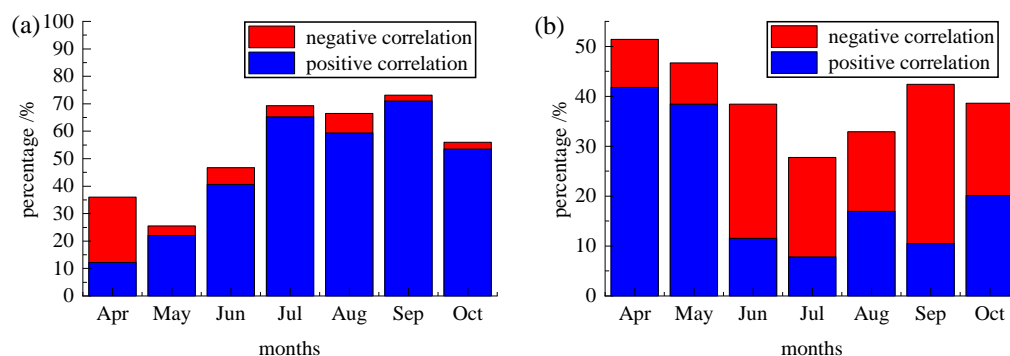 (a)
negative correlation
positive correlation
percentage /%
100
90
80
70
60
50
40
30
20
10
0
Apr May Jun Jul Aug Sep Oct
months
(b)
negative correlation
positive correlation
percentage /%
50
40
30
20
10
0
Apr May Jun Jul Aug Sep Oct
months